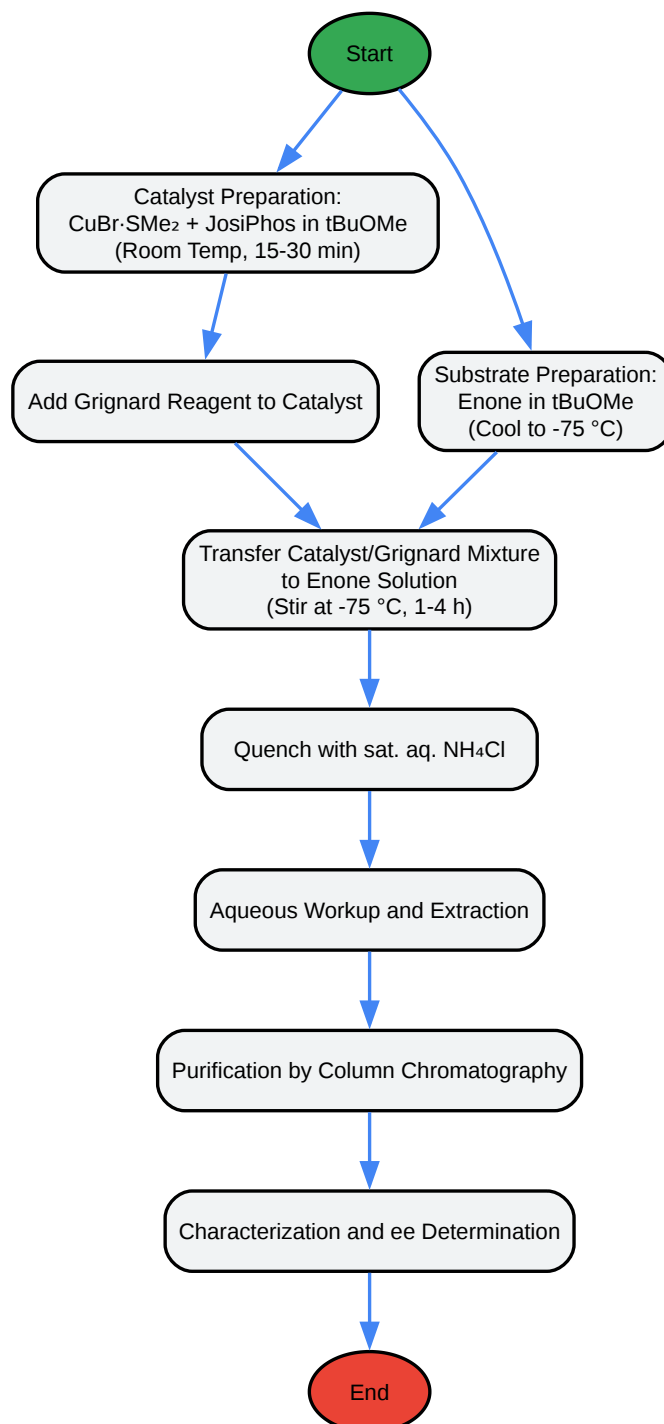 Start
Catalyst Preparation:
CuBr·SMe₂ + JosiPhos in tBuOMe
(Room Temp, 15-30 min)
Add Grignard Reagent to Catalyst
Substrate Preparation:
Enone in tBuOMe
(Cool to -75 °C)
Transfer Catalyst/Grignard Mixture
to Enone Solution
(Stir at -75 °C, 1-4 h)
Quench with sat. aq. NH₄Cl
Aqueous Workup and Extraction
Purification by Column Chromatography
Characterization and ee Determination
End